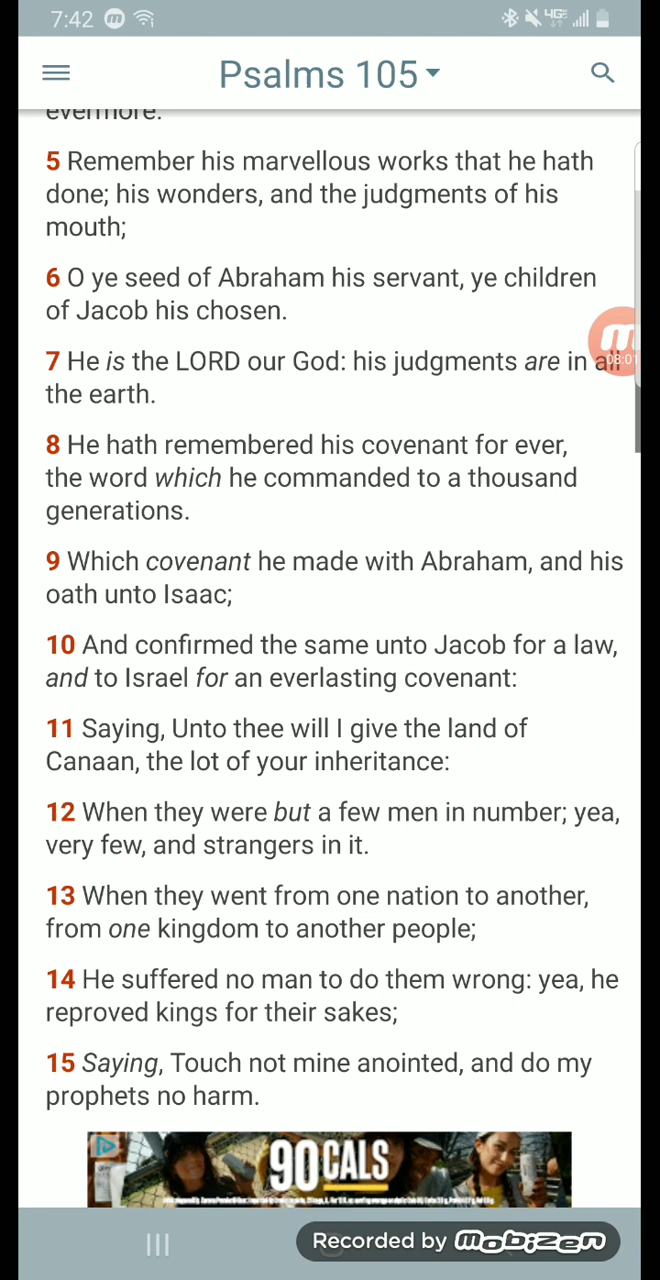 7:42
4GE
Psalms 105
evermore.
5 Remember his marvellous works that he hath
done; his wonders, and the judgments of his
mouth;
6 O ye seed of Abraham his servant, ye children
of Jacob his chosen.
7 He is the LORD our God: his judgments are in all
08:01
the earth.
8 He hath remembered his covenant for ever,
the word which he commanded to a thousand
generations.
9 Which covenant he made with Abraham, and his
oath unto Isaac;
10 And confirmed the same unto Jacob for a law,
and to Israel for an everlasting covenant:
11 Saying, Unto thee will I give the land of
Canaan, the lot of your inheritance:
12 When they were but a few men in number; yea,
very few, and strangers in it.
13 When they went from one nation to another,
from one kingdom to another people;
14 He suffered no man to do them wrong: yea, he
reproved kings for their sakes;
15 Saying, Touch not mine anointed, and do my
prophets no harm.
90 CALS
Recorded by mobizen